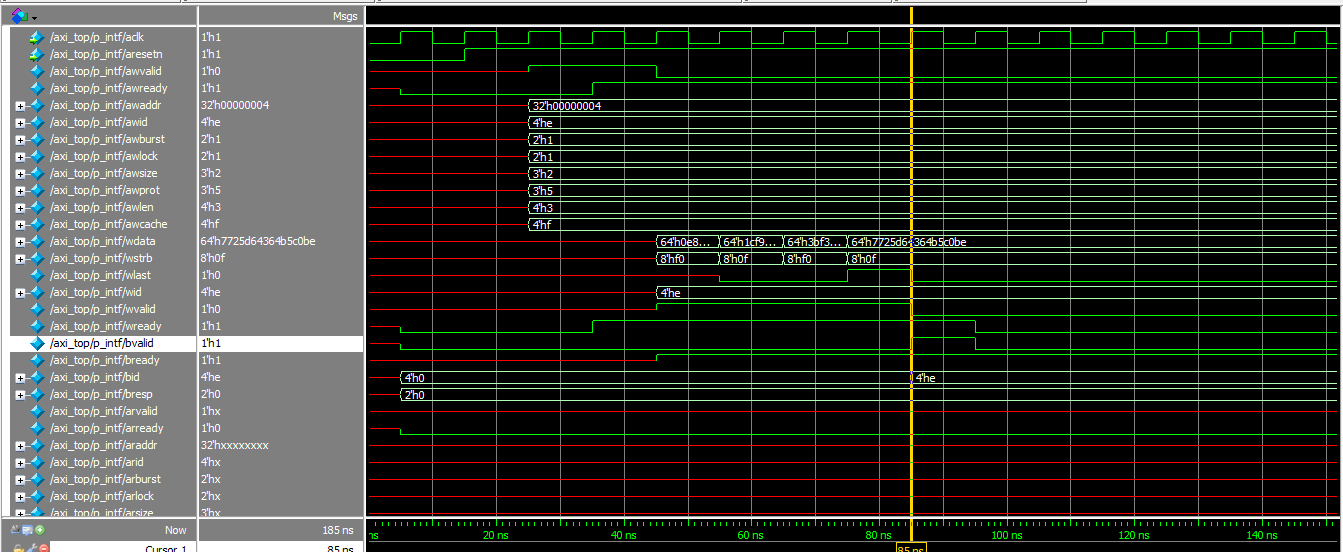 Msgs
/axi_top/p_intf/aclk 1'h1
/axi_top/p_intf/aresetn 1'h1
/axi_top/p_intf/awvalid 1'h0
/axi_top/p_intf/awready 1'h1
/axi_top/p_intf/awaddr 32'h00000004 32'h00000004
/axi_top/p_intf/awid 4'he 4'he
/axi_top/p_intf/awburst 2'h1 2'h1
/axi_top/p_intf/awlock 2'h1 2'h1
/axi_top/p_intf/awsize 3'h2 3'h2
/axi_top/p_intf/awprot 3'h5 3'h5
/axi_top/p_intf/awlen 4'h3 4'h3
/axi_top/p_intf/awcache 4'hf 4'hf
/axi_top/p_intf/wdata 64'h7725d64364b5c0be 64'h0e8... 64'h1cf9... 64'h3bf3... 64'h7725d64364b5c0be
/axi_top/p_intf/wstrb 8'h0f 8'hf0 8'h0f 8'hf0 8'h0f
/axi_top/p_intf/wlast 1'h0
/axi_top/p_intf/wid 4'he 4'he
/axi_top/p_intf/wvalid 1'h0
/axi_top/p_intf/wready 1'h1
/axi_top/p_intf/bvalid 1'h1
/axi_top/p_intf/bready 1'h1
/axi_top/p_intf/bid 4'he 4'h0 4'he
/axi_top/p_intf/bresp 2'h0 2'h0
/axi_top/p_intf/arvalid 1'hx
/axi_top/p_intf/arready 1'h0
/axi_top/p_intf/araddr 32'hxxxxxxxx
/axi_top/p_intf/arid 4'hx
/axi_top/p_intf/arburst 2'hx
/axi_top/p_intf/arlock 2'hx
/axi_top/p_intf/arsize 3'hx
Now 185 ns ns 20 ns 40 ns 60 ns 80 ns 100 ns 120 ns 140 ns
Cursor 1 85 ns 85 ns